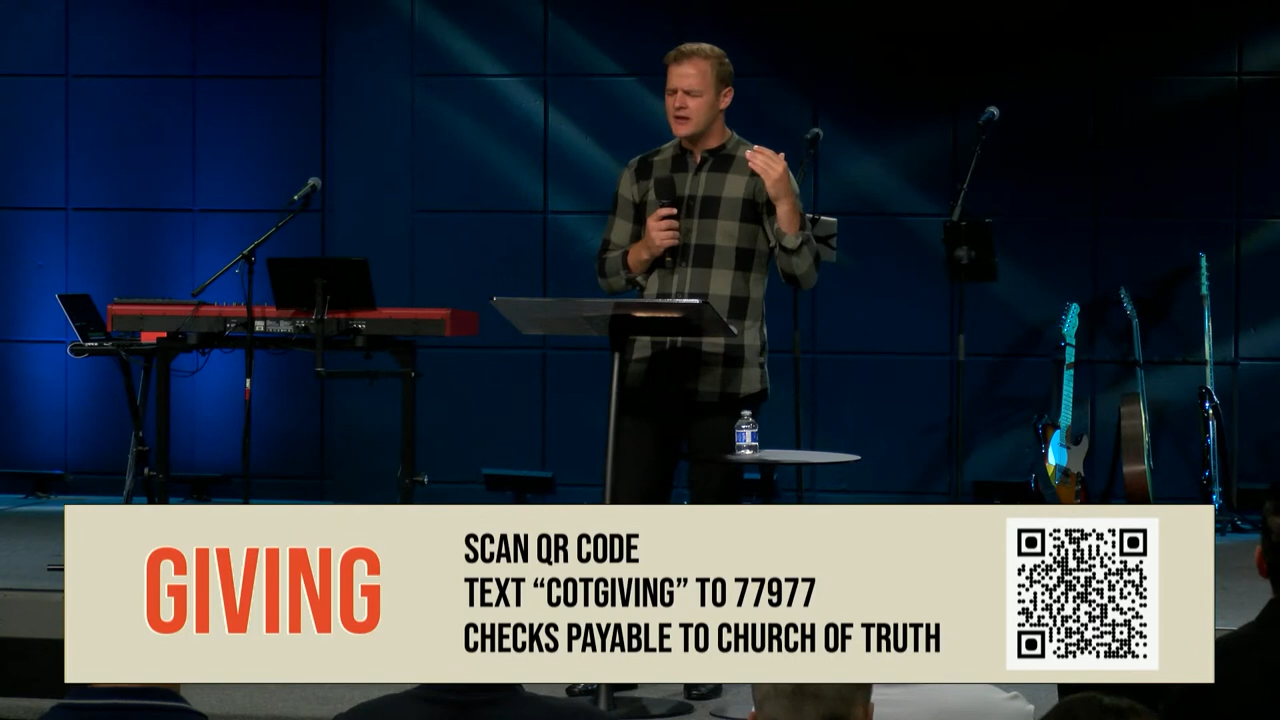 GIVING
SCAN QR CODE
TEXT “COTGIVING” TO 77977
CHECKS PAYABLE TO CHURCH OF TRUTH